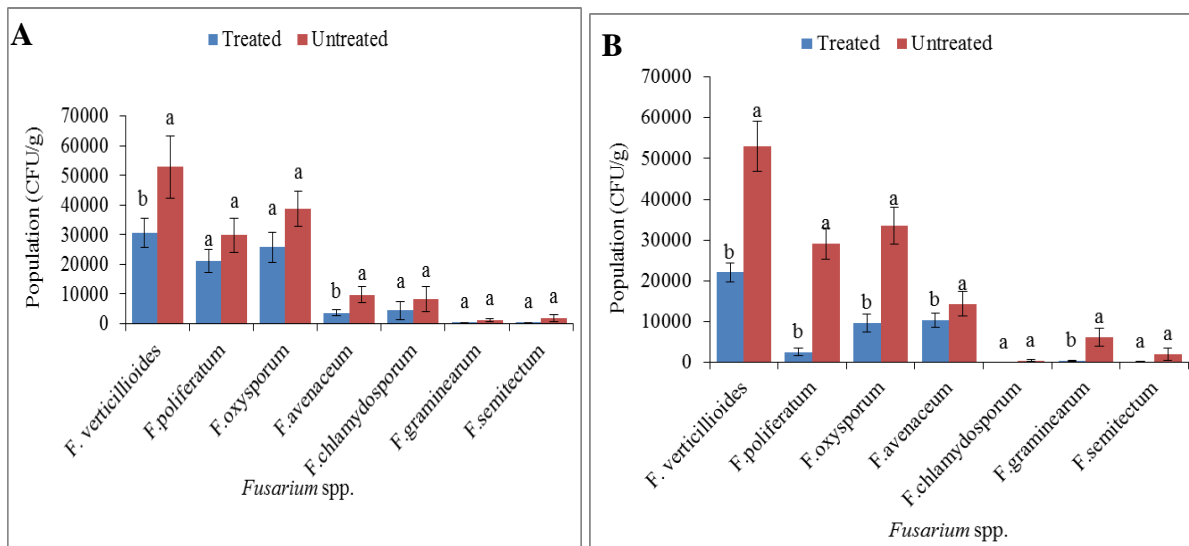 A
Treated Untreated
Population (CFU/g)
70000
60000
50000
40000
30000
20000
10000
0
b a a a a a b a a a a a a a
F. verticillioides
F.poliferatum
F.oxysporum
F.avenaceum
F.chlamydosporum
F.graminearum
F.semitectum
Fusarium spp.
B
Treated Untreated
Population (CFU/g)
70000
60000
50000
40000
30000
20000
10000
0
b a b a b a b a a a b a a a
F. verticillioides
F.poliferatum
F.oxysporum
F.avenaceum
F.chlamydosporum
F.graminearum
F.semitectum
Fusarium spp.